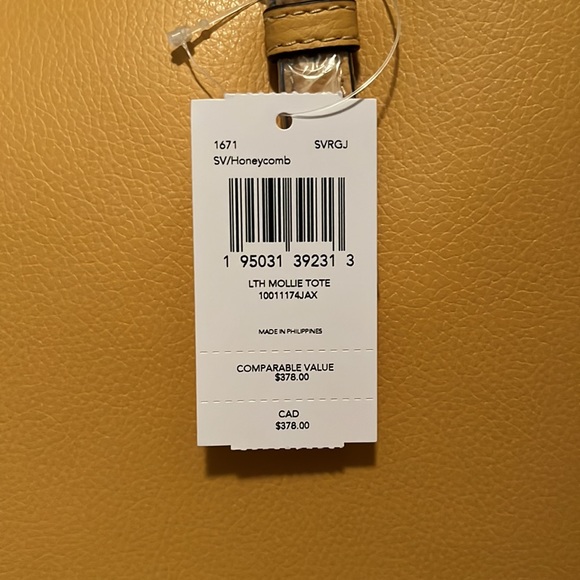 1671 SVRGJ
SV/Honeycomb
1 95031 39231 3
LTH MOLLIE TOTE
10011174JAX
MADE IN PHILIPPINES
COMPARABLE VALUE
$378.00
CAD
$378.00